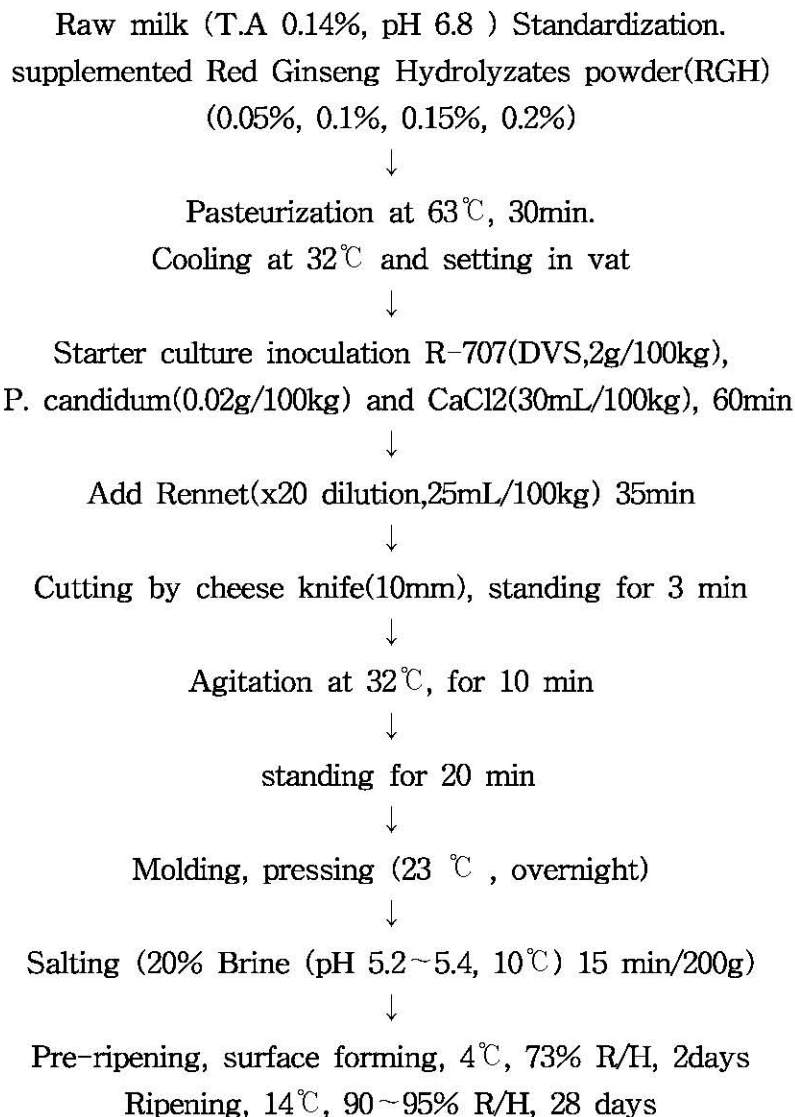 Raw milk (T.A 0.14%, pH 6.8 ) Standardization.
supplemented Red Ginseng Hydrolyzates powder(RGH)
(0.05%, 0.1%, 0.15%, 0.2%)
↓
Pasteurization at 63℃, 30min.
Cooling at 32℃ and setting in vat
↓
Starter culture inoculation R-707(DVS,2g/100kg),
P. candidum(0.02g/100kg) and CaCl2(30mL/100kg), 60min
↓
Add Rennet(x20 dilution,25mL/100kg) 35min
↓
Cutting by cheese knife(10mm), standing for 3 min
↓
Agitation at 32℃, for 10 min
↓
standing for 20 min
↓
Molding, pressing (23 ℃ , overnight)
↓
Salting (20% Brine (pH 5.2~5.4, 10℃) 15 min/200g)
↓
Pre-ripening, surface forming, 4℃, 73% R/H, 2days
Ripening, 14℃, 90~95% R/H, 28 days